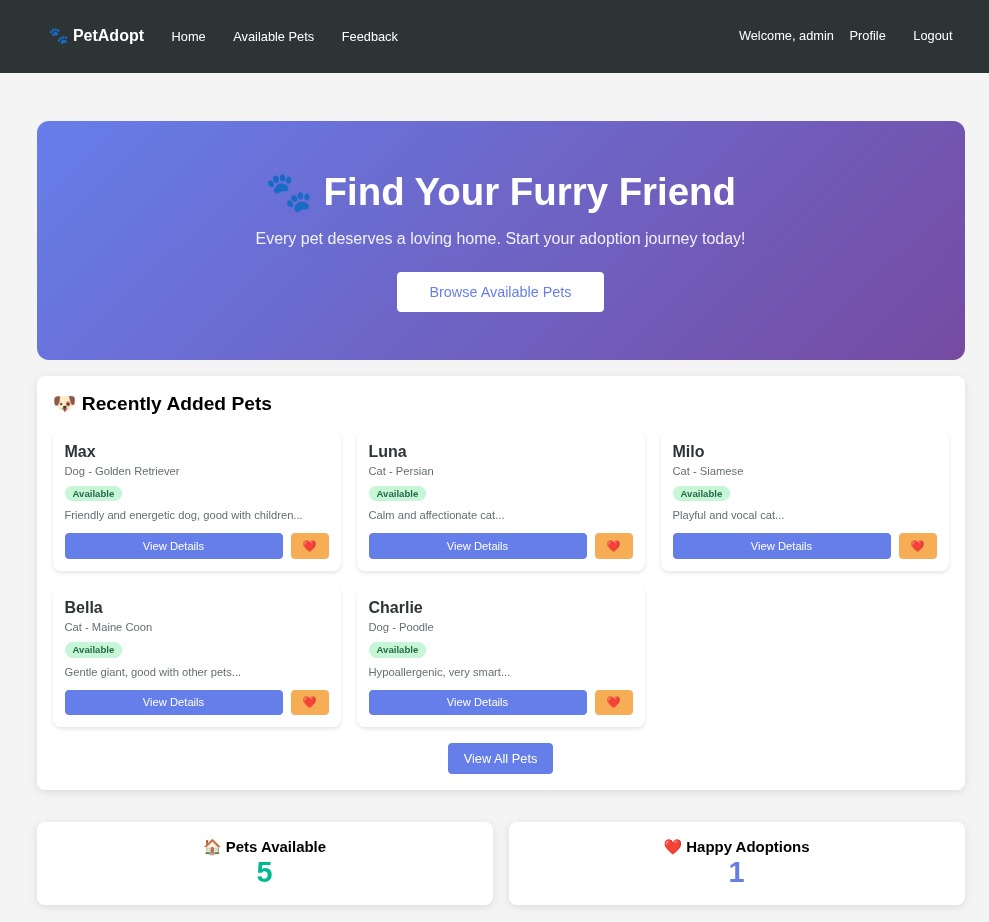 🐾 PetAdopt Home Available Pets Feedback Welcome, admin Profile Logout
🐾 Find Your Furry Friend
Every pet deserves a loving home. Start your adoption journey today!
Browse Available Pets
🐶 Recently Added Pets
Max
Dog - Golden Retriever
Available
Friendly and energetic dog, good with children...
View Details ❤️
Luna
Cat - Persian
Available
Calm and affectionate cat...
View Details ❤️
Milo
Cat - Siamese
Available
Playful and vocal cat...
View Details ❤️
Bella
Cat - Maine Coon
Available
Gentle giant, good with other pets...
View Details ❤️
Charlie
Dog - Poodle
Available
Hypoallergenic, very smart...
View Details ❤️
View All Pets
🏠 Pets Available
5
❤️ Happy Adoptions
1